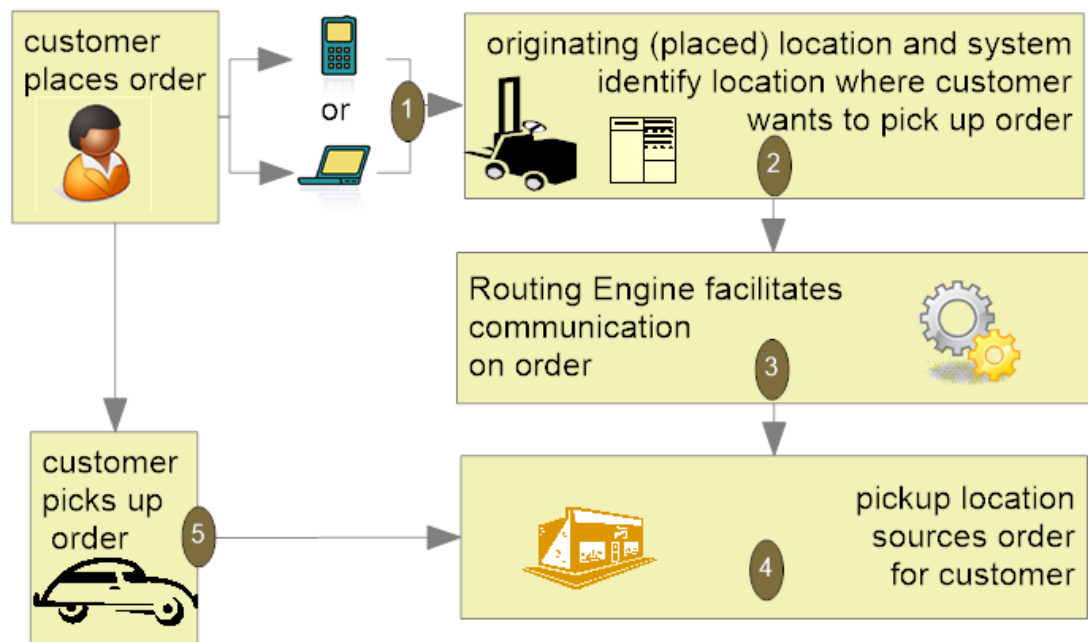 customer
places order
or
1
originating (placed) location and system
identify location where customer
wants to pick up order
2
Routing Engine facilitates
communication
on order
3
customer
picks up
order
5
pickup location
sources order
for customer
4